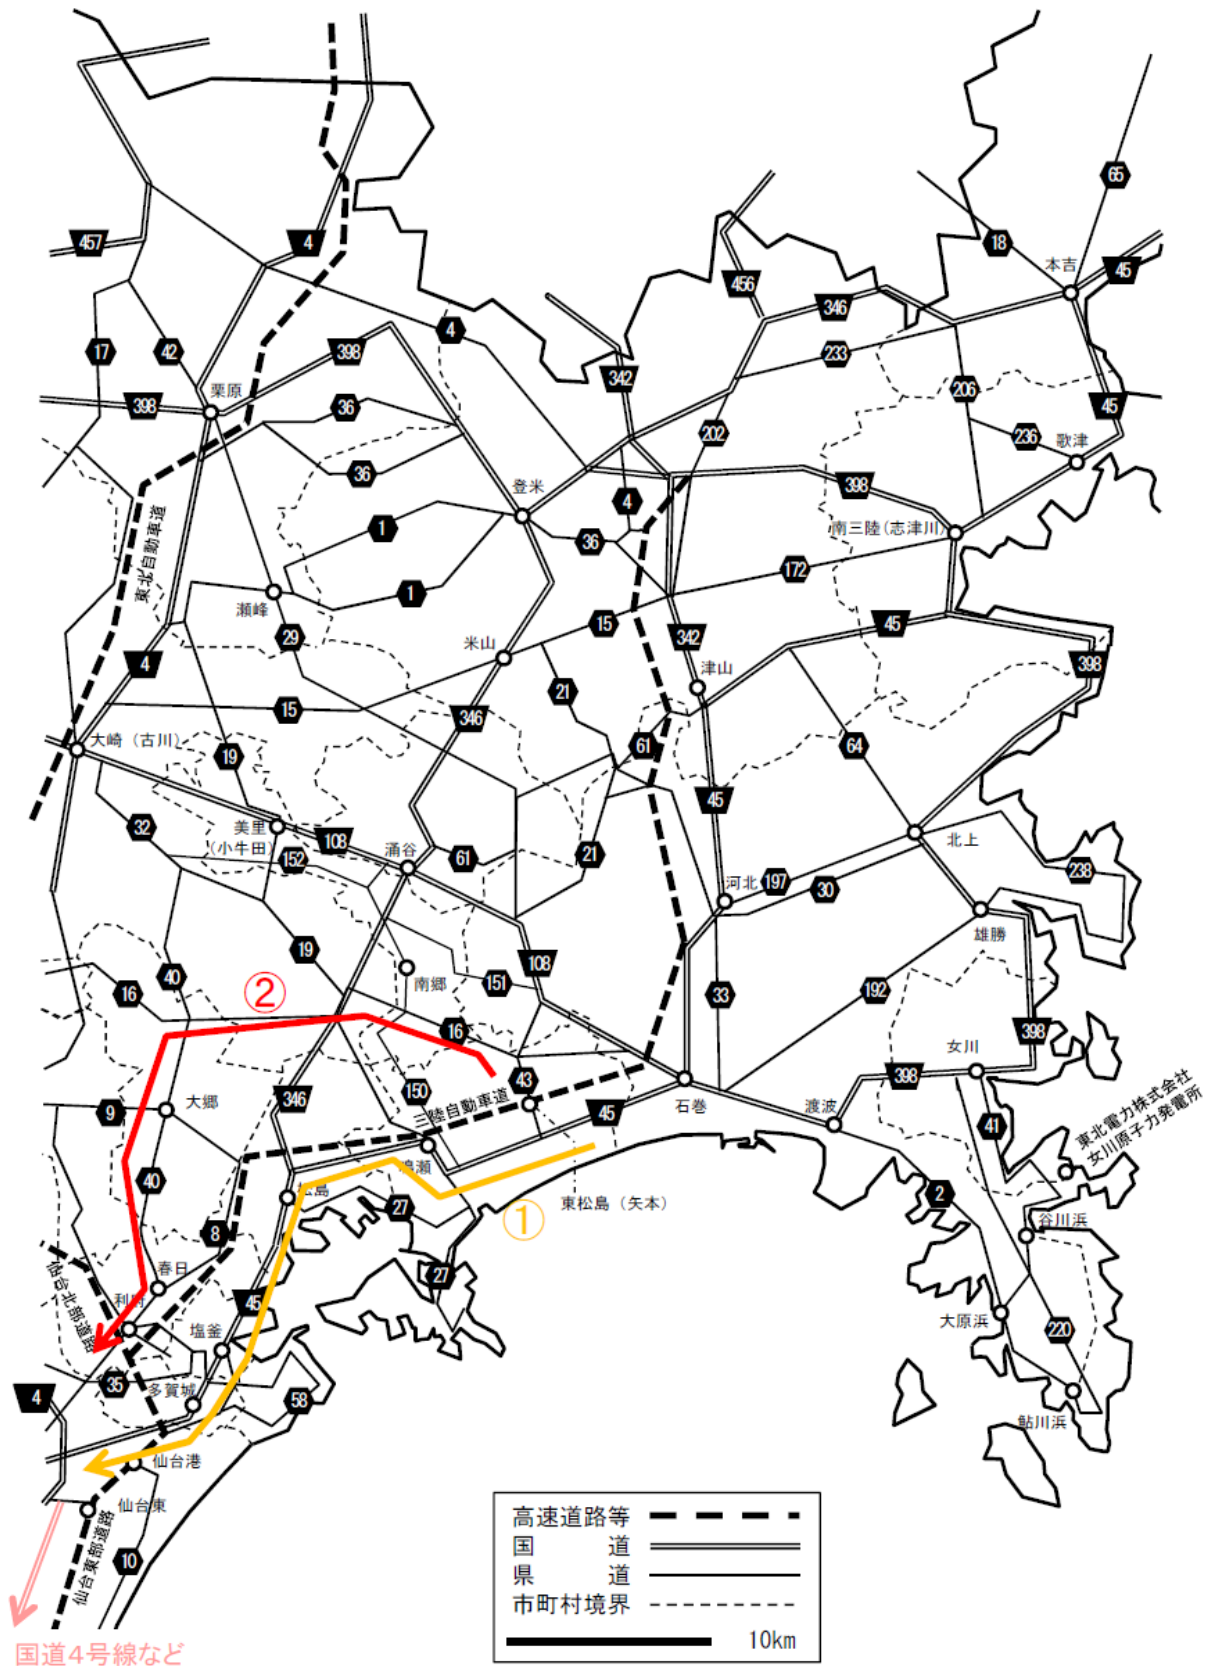 65
457
4
18
本吉
45
456
346
17
42
4
398
233
342
栗原
206
398
36
45
202
236
歌津
36
登米
4
398
東北自動車道
1
36
南三陸(志津川)
172
1
瀬峰
29
15
45
米山
342
4
津山
398
21
15
346
大崎(古川)
19
61
64
45
32
美里
(小牛田)
108
北上
152
涌谷
61
21
238
河北
197
30
雄勝
19
108
40
南郷
151
16
②
33
192
16
398
女川
43
398
150
346
三陸自動車道
石巻
45
渡波
9
大郷
41
東北電力株式会社
女川原子力発電所
鳴瀬
40
松島
2
27
①
東松島(矢本)
谷川浜
8
春日
27
仙台北部道路
利府
45
大原浜
塩釜
220
35
多賀城
4
58
鮎川浜
仙台港
仙台東
仙台東部道路
10
高速道路等
国 道
県 道
市町村境界
10km
国道4号線など